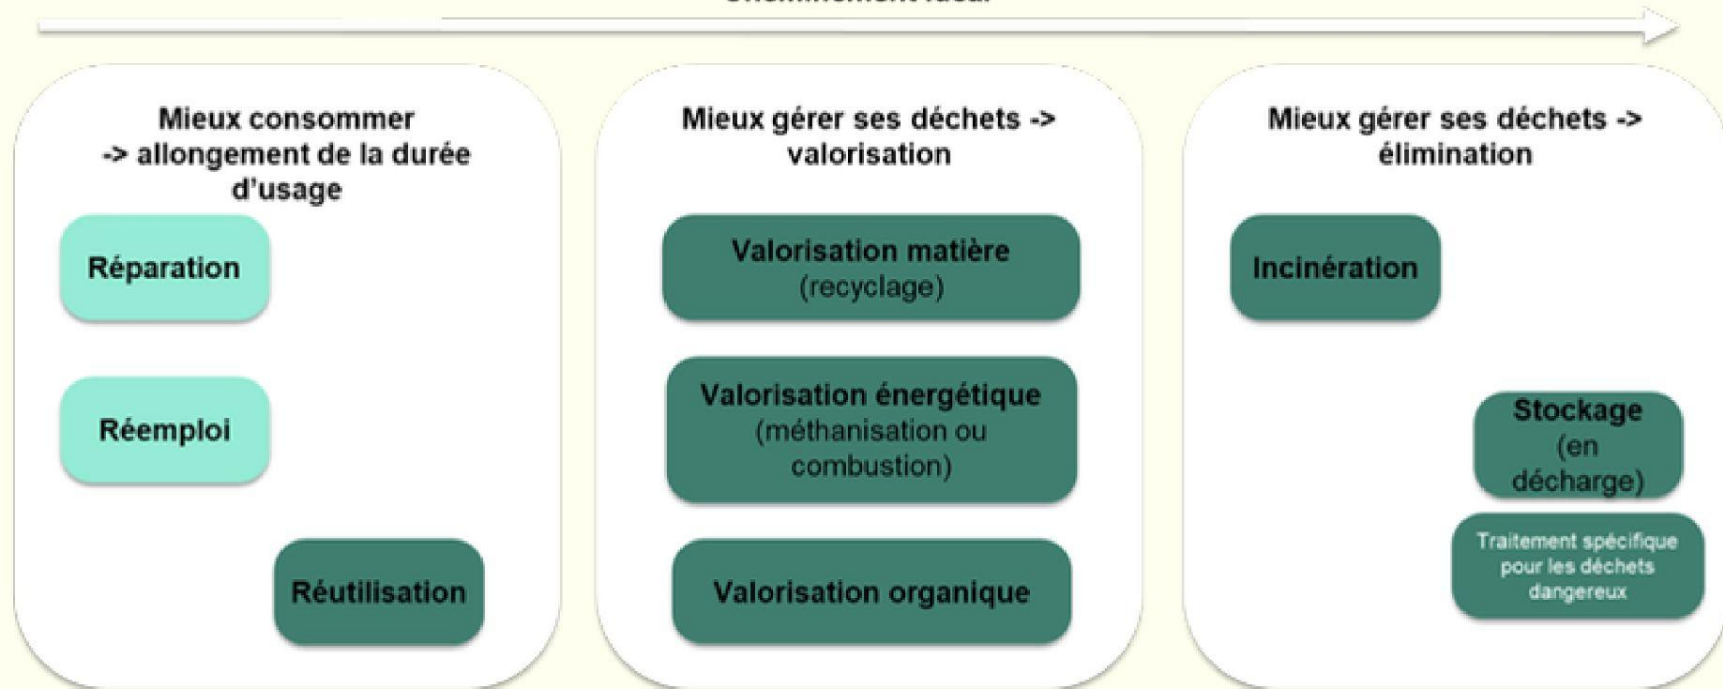 Mieux consommer
-> allongement de la durée
d'usage
Réparation
Réemploi
Réutilisation
Mieux gérer ses déchets ->
valorisation
Valorisation matière
(recyclage)
Valorisation énergétique
(méthanisation ou
combustion)
Valorisation organique
Mieux gérer ses déchets ->
élimination
Incinération
Stockage
(en
décharge)
Traitement spécifique
pour les déchets
dangereux